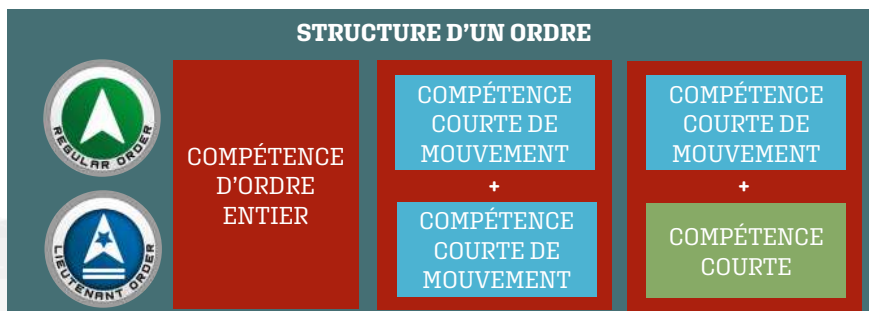 STRUCTURE D'UN ORDRE
REGULAR ORDER
LIEUTENANT ORDER
COMPÉTENCE
D'ORDRE
ENTIER
COMPÉTENCE
COURTE DE
MOUVEMENT
+
COMPÉTENCE
COURTE DE
MOUVEMENT
COMPÉTENCE
COURTE DE
MOUVEMENT
+
COMPÉTENCE
COURTE